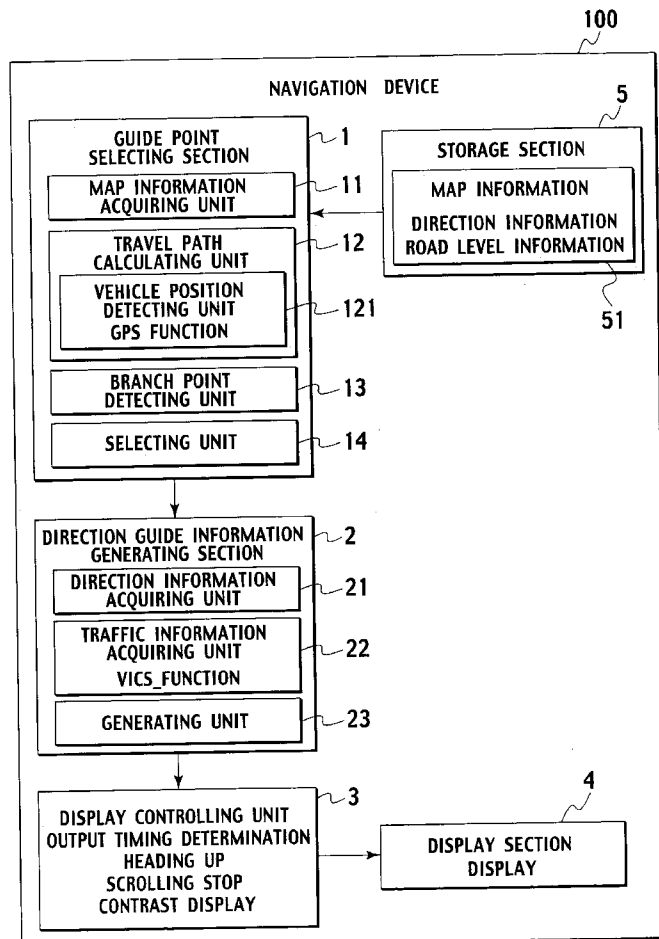 100
NAVIGATION DEVICE
GUIDE POINT
SELECTING SECTION
1
MAP INFORMATION
ACQUIRING UNIT
11
TRAVEL PATH
CALCULATING UNIT
12
VEHICLE POSITION
DETECTING UNIT
GPS FUNCTION
121
BRANCH POINT
DETECTING UNIT
13
SELECTING UNIT
14
5
STORAGE SECTION
MAP INFORMATION
DIRECTION INFORMATION
ROAD LEVEL INFORMATION
51
DIRECTION GUIDE INFORMATION
GENERATING SECTION
2
DIRECTION INFORMATION
ACQUIRING UNIT
21
TRAFFIC INFORMATION
ACQUIRING UNIT
VICS_FUNCTION
22
GENERATING UNIT
23
3
DISPLAY CONTROLLING UNIT
OUTPUT TIMING DETERMINATION
HEADING UP
SCROLLING STOP
CONTRAST DISPLAY
4
DISPLAY SECTION
DISPLAY